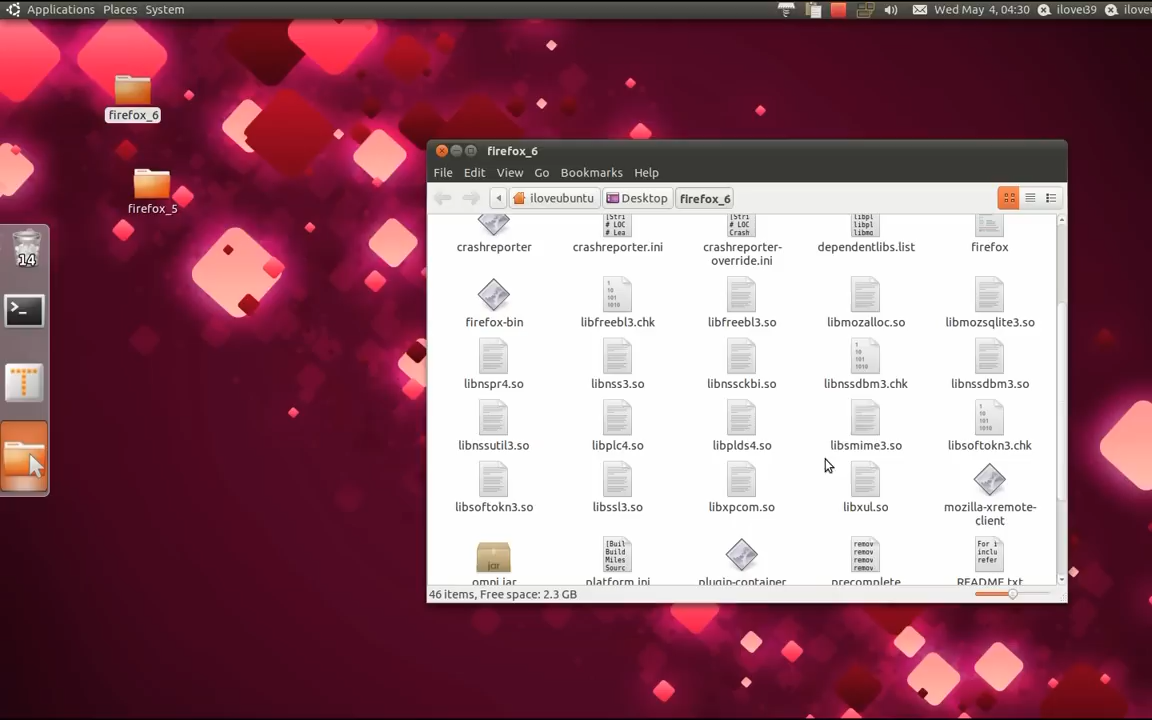 Applications Places System
Wed May 4, 04:30 ilovei39
firefox_6
firefox_5
14
>_
T
firefox_6
File Edit View Go Bookmarks Help
iloveubuntu Desktop firefox_6
crashreporter crashreporter.ini crashreporter-override.ini dependentlibs.list firefox
firefox-bin libfreebl3.chk libfreebl3.so libmozalloc.so libmozsqlite3.so
libnspr4.so libnss3.so libnssckbi.so libnssdbm3.chk libnssdbm3.so
libnssutil3.so libplc4.so libplds4.so libsmime3.so libsoftokn3.chk
libsoftokn3.so libssl3.so libxpcom.so libxul.so mozilla-xremote-client
omni.jar platform.ini plugin-container precomplete README.txt
46 items, Free space: 2.3 GB